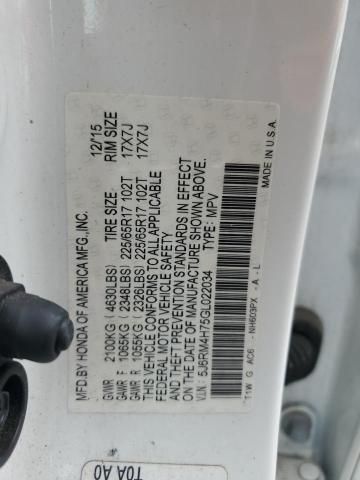 MFD.BY HONDA OF AMERICA MFG.,INC. 12/15
TIRE SIZE RIM SIZE
GVWR 2100KG (4630LBS)
GAWR F 1065KG (2348LBS) 225/65R17 102T 17X7J
GAWR R 1055KG (2326LBS) 225/65R17 102T 17X7J
THIS VEHICLE CONFORMS TO ALL APPLICABLE
FEDERAL MOTOR VEHICLE SAFETY AND
THEFT PREVENTION STANDARDS IN EFFECT
ON THE DATE OF MANUFACTURE SHOWN ABOVE.
V.I.N.: 5J6RM4H75GL022034 TYPE: MPV
T1W G AC6 - NH603PX - A - L
MADE IN U.S.A.
T0A A0